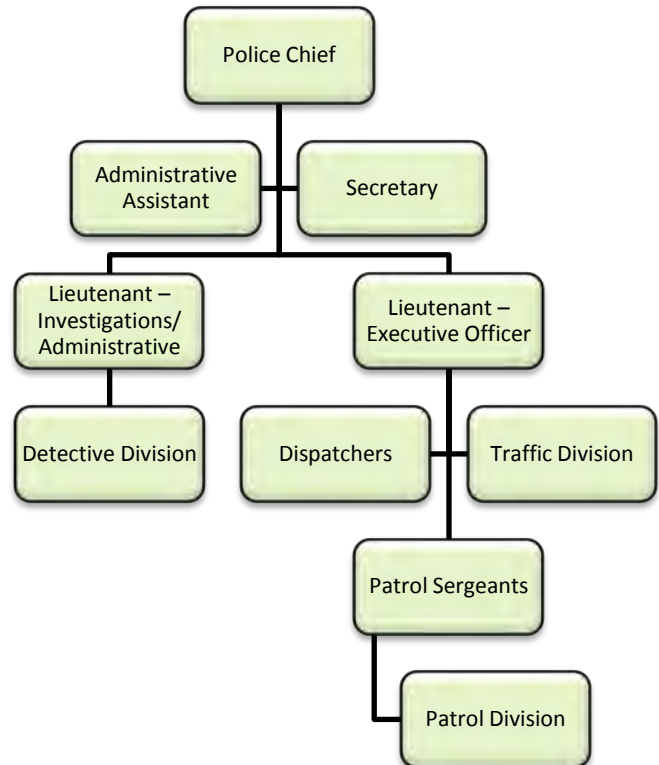 Police Chief
Administrative
Assistant
Secretary
Lieutenant –
Investigations/
Administrative
Lieutenant –
Executive Officer
Detective Division
Dispatchers
Traffic Division
Patrol Sergeants
Patrol Division